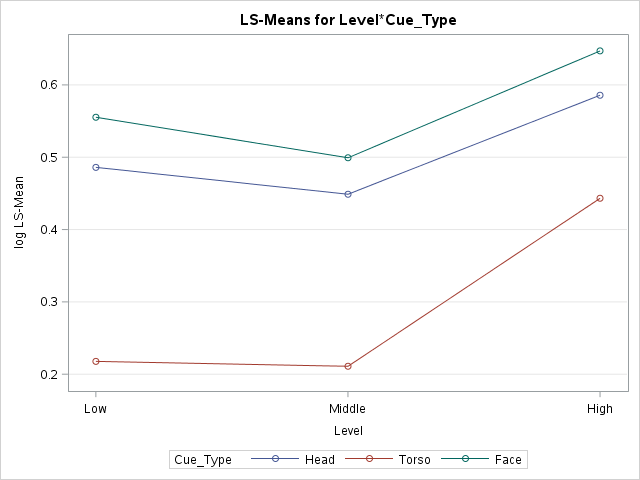 LS-Means for Level*Cue_Type
0.6
0.5
0.4
0.3
0.2
log LS-Mean
Low Middle High
Level
Cue_Type Head Torso Face